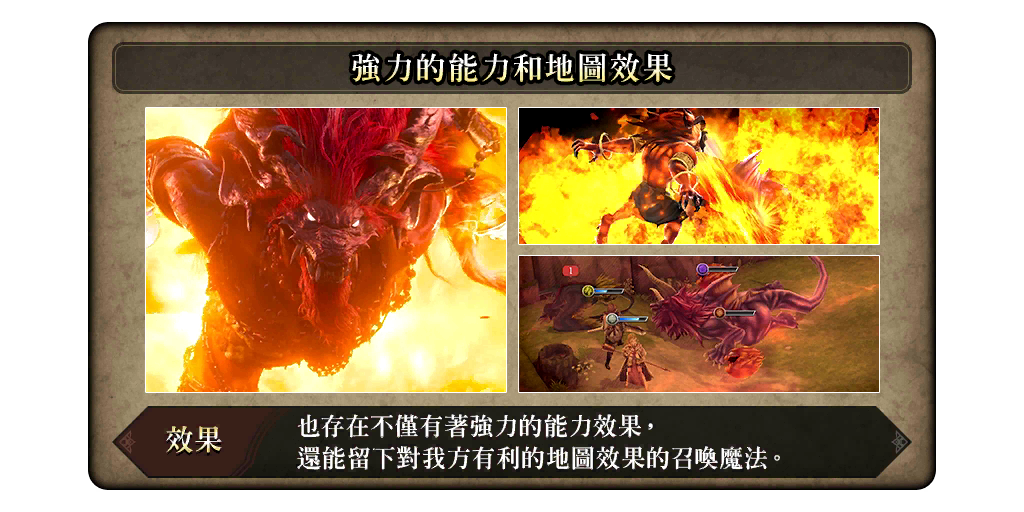 強力的能力和地圖效果
1
效果
也存在不僅有著強力的能力效果，
還能留下對我方有利的地圖效果的召喚魔法。